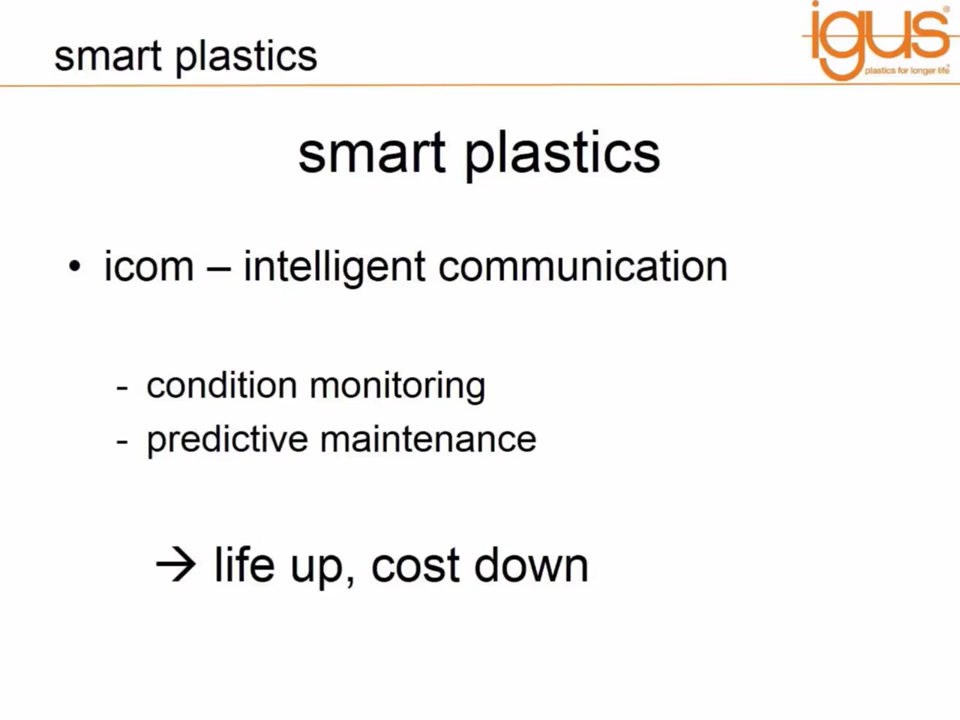 smart plastics
igus®
plastics for longer life®
smart plastics
• icom – intelligent communication
- condition monitoring
- predictive maintenance
→ life up, cost down